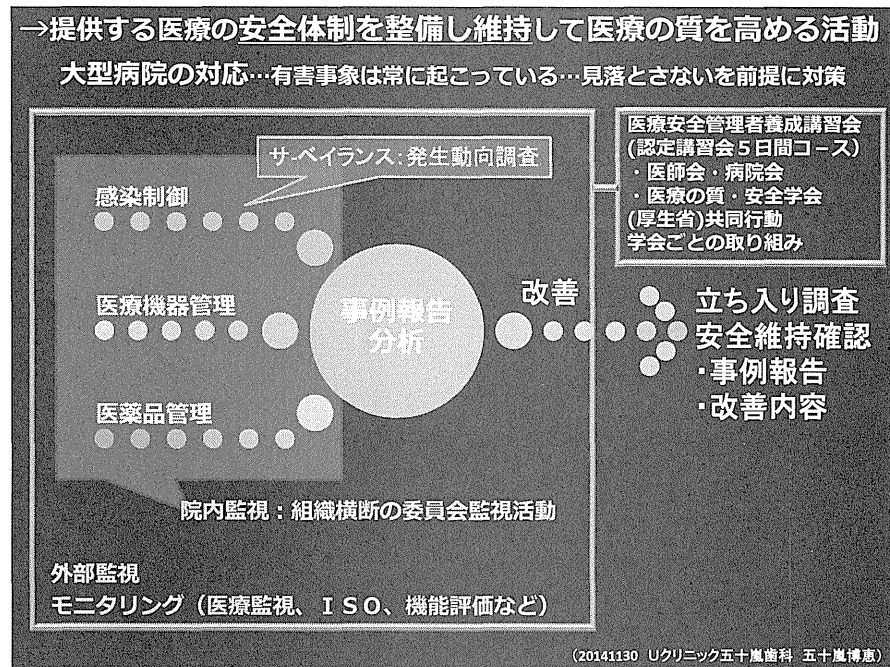 →提供する医療の安全体制を整備し維持して医療の質を高める活動
大型病院の対応…有害事象は常に起こっている…見落とさないを前提に対策
医療安全管理者養成講習会
(認定講習会５日間コース)
・医師会・病院会
・医療の質・安全学会
(厚生省)共同行動
学会ごとの取り組み
サーベイランス：発生動向調査
感染制御
医療機器管理
医薬品管理
事例報告
分析
改善
立ち入り調査
安全維持確認
・事例報告
・改善内容
院内監視：組織横断の委員会監視活動
外部監視
モニタリング（医療監視、ＩＳＯ、機能評価など）
（20141130　Uクリニック五十嵐歯科　五十嵐博恵）